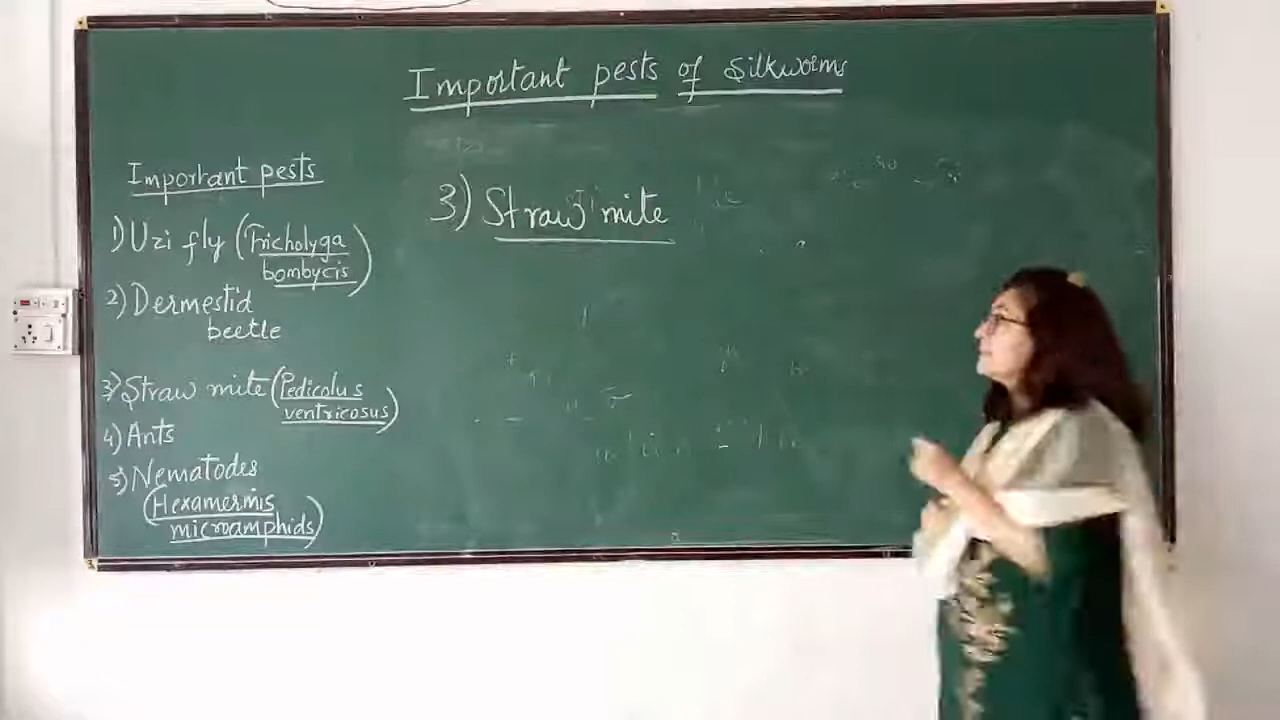 Important pests of Silkworms
Important pests
1) Uzi fly (Tricholyga
bombycis)
2) Dermestid
beetle
3) Straw mite (Pedicolus
ventricosus)
4) Ants
5) Nematodes
(Hexamermis
microamphids)
3) Straw mite